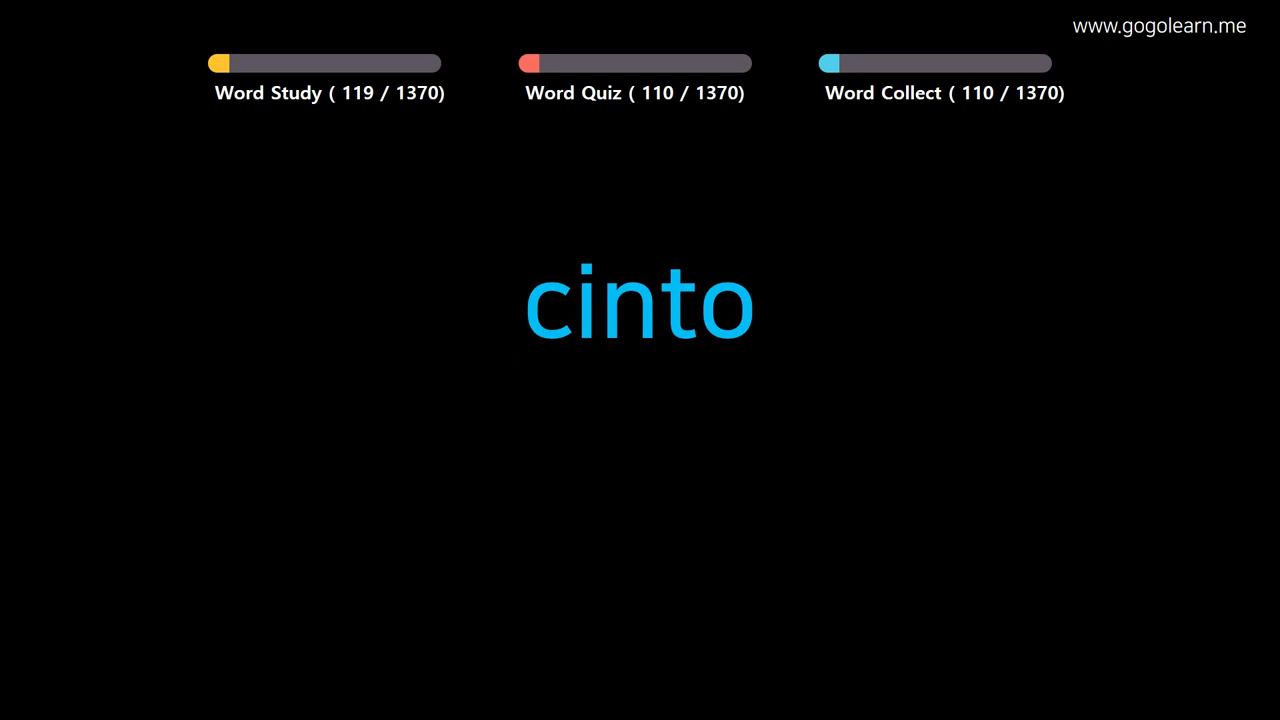 www.gogolearn.me
Word Study ( 119 / 1370)
Word Quiz ( 110 / 1370)
Word Collect ( 110 / 1370)
cinto